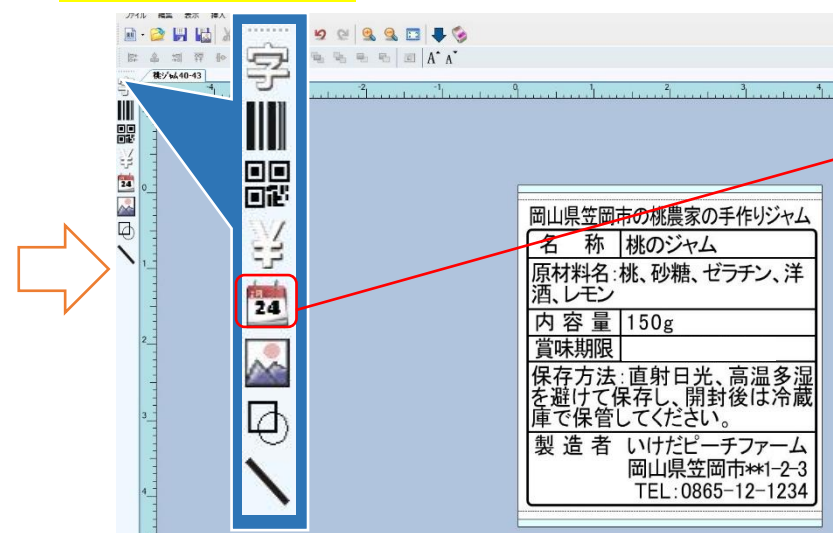 ファイル 編集 表示 挿入
A A
桃ジャム40-43
字
¥
24
岡山県笠岡市の桃農家の手作りジャム
名 称 桃のジャム
原材料名:桃、砂糖、ゼラチン、洋
酒、レモン
内容量 150g
賞味期限
保存方法:直射日光、高温多湿
を避けて保存し、開封後は冷蔵
庫で保管してください。
製造者 いけだピーチファーム
岡山県笠岡市**1-2-3
TEL:0865-12-1234